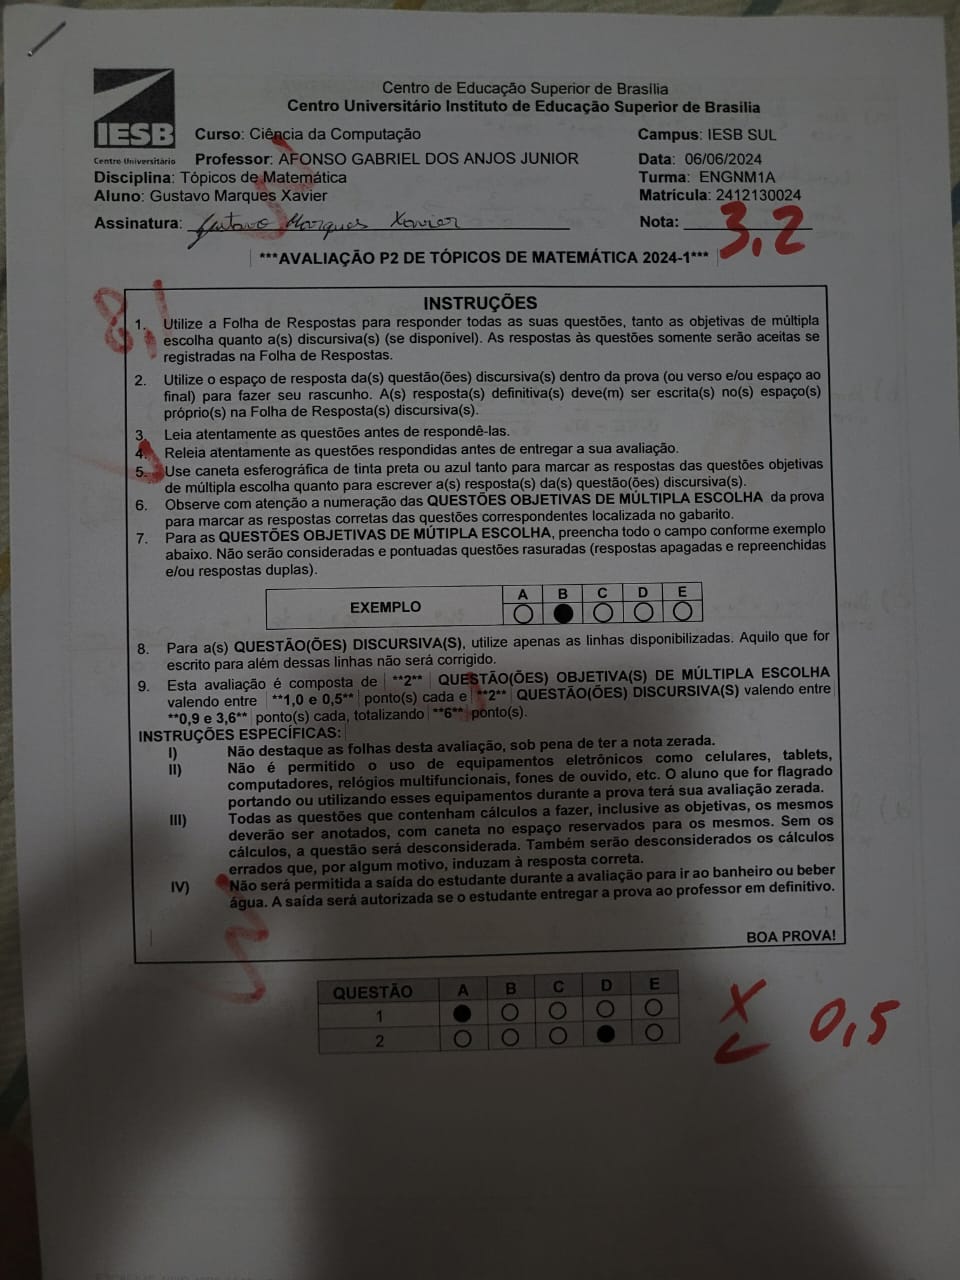 Centro de Educação Superior de Brasília
Centro Universitário Instituto de Educação Superior de Brasilia
IESB
Centro Universitário
Curso: Ciência da Computação
Campus: IESB SUL
Professor: AFONSO GABRIEL DOS ANJOS JUNIOR
Data: 06/06/2024
Disciplina: Tópicos de Matemática
Turma: ENGNM1A
Aluno: Gustavo Marques Xavier
Matrícula: 2412130024
Assinatura: Gustavo Marques Xavier
Nota: 3,2
***AVALIAÇÃO P2 DE TÓPICOS DE MATEMÁTICA 2024-1***
INSTRUÇÕES
1. Utilize a Folha de Respostas para responder todas as suas questões, tanto as objetivas de múltipla
escolha quanto a(s) discursiva(s) (se disponível). As respostas às questões somente serão aceitas se
registradas na Folha de Respostas.
2. Utilize o espaço de resposta da(s) questão(ões) discursiva(s) dentro da prova (ou verso e/ou espaço ao
final) para fazer seu rascunho. A(s) resposta(s) definitiva(s) deve(m) ser escrita(s) no(s) espaço(s)
próprio(s) na Folha de Resposta(s) discursiva(s).
3. Leia atentamente as questões antes de respondê-las.
4. Releia atentamente as questões respondidas antes de entregar a sua avaliação.
5. Use caneta esferográfica de tinta preta ou azul tanto para marcar as respostas das questões objetivas
de múltipla escolha quanto para escrever a(s) resposta(s) da(s) questão(ões) discursiva(s).
6. Observe com atenção a numeração das QUESTÕES OBJETIVAS DE MÚLTIPLA ESCOLHA da prova
para marcar as respostas corretas das questões correspondentes localizada no gabarito.
7. Para as QUESTÕES OBJETIVAS DE MÚTIPLA ESCOLHA, preencha todo o campo conforme exemplo
abaixo. Não serão consideradas e pontuadas questões rasuradas (respostas apagadas e repreenchidas
e/ou respostas duplas).
EXEMPLO A B C D E
8. Para a(s) QUESTÃO(ÕES) DISCURSIVA(S), utilize apenas as linhas disponibilizadas. Aquilo que for
escrito para além dessas linhas não será corrigido.
9. Esta avaliação é composta de **2** QUESTÃO(ÕES) OBJETIVA(S) DE MÚLTIPLA ESCOLHA
valendo entre **1,0 e 0,5** ponto(s) cada e **2** QUESTÃO(ÕES) DISCURSIVA(S) valendo entre
**0,9 e 3,6** ponto(s) cada, totalizando **6** ponto(s).
INSTRUÇÕES ESPECÍFICAS:
I) Não destaque as folhas desta avaliação, sob pena de ter a nota zerada.
II) Não é permitido o uso de equipamentos eletrônicos como celulares, tablets,
computadores, relógios multifuncionais, fones de ouvido, etc. O aluno que for flagrado
portando ou utilizando esses equipamentos durante a prova terá sua avaliação zerada.
III) Todas as questões que contenham cálculos a fazer, inclusive as objetivas, os mesmos
deverão ser anotados, com caneta no espaço reservados para os mesmos. Sem os
cálculos, a questão será desconsiderada. Também serão desconsiderados os cálculos
errados que, por algum motivo, induzam à resposta correta.
IV) Não será permitida a saída do estudante durante a avaliação para ir ao banheiro ou beber
água. A saída será autorizada se o estudante entregar a prova ao professor em definitivo.
BOA PROVA!
QUESTÃO A B C D E
1 X
2
0,5